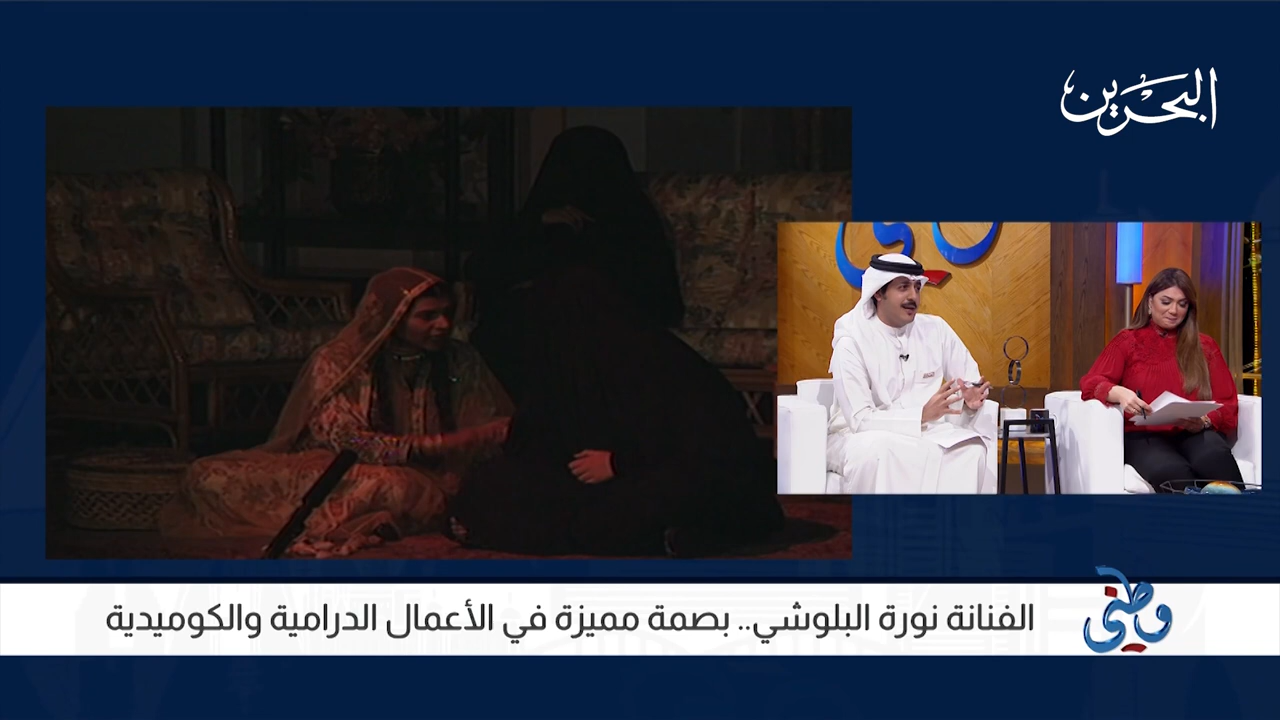 البحرين
الفنانة نورة البلوشي.. بصمة مميزة في الأعمال الدرامية والكوميدية
وطني